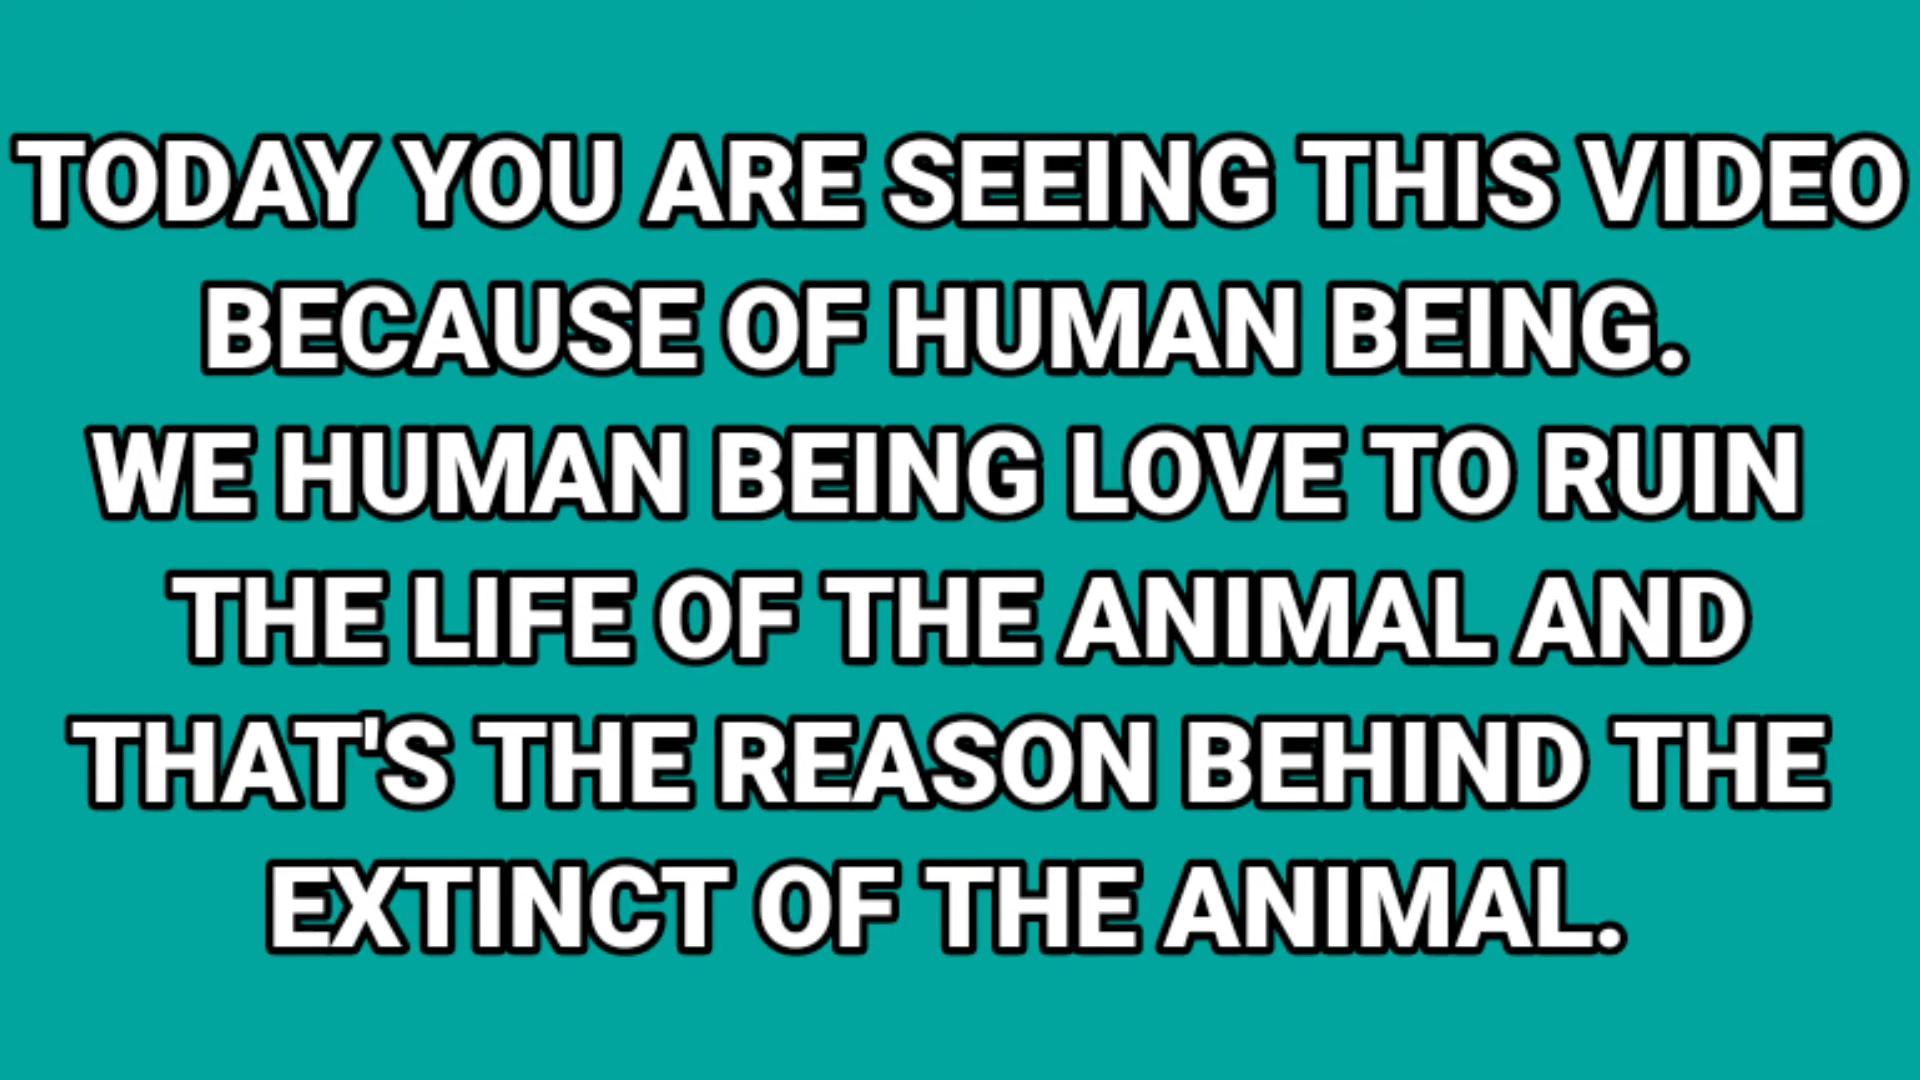 TODAY YOU ARE SEEING THIS VIDEO
BECAUSE OF HUMAN BEING.
WE HUMAN BEING LOVE TO RUIN
THE LIFE OF THE ANIMAL AND
THAT'S THE REASON BEHIND THE
EXTINCT OF THE ANIMAL.